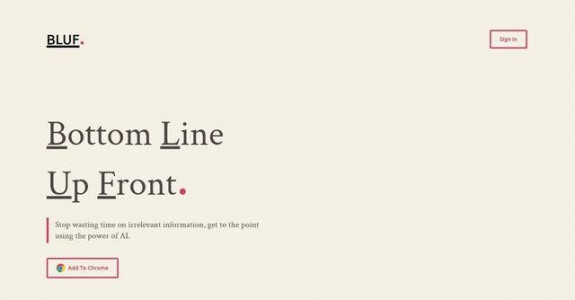 BLUF.
Sign In
Bottom Line
Up Front.
Stop wasting time on irrelevant information, get to the point
using the power of AI.
Add To Chrome